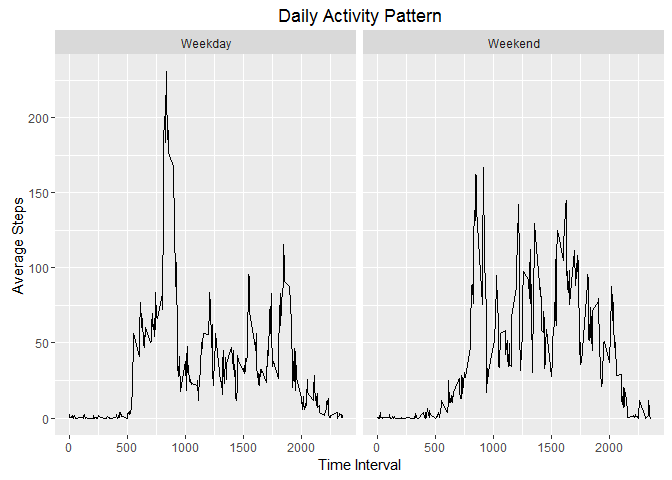 Daily Activity Pattern
Weekday Weekend
200
150
100
50
0
0 500 1000 1500 2000 0 500 1000 1500 2000
Time Interval
Average Steps